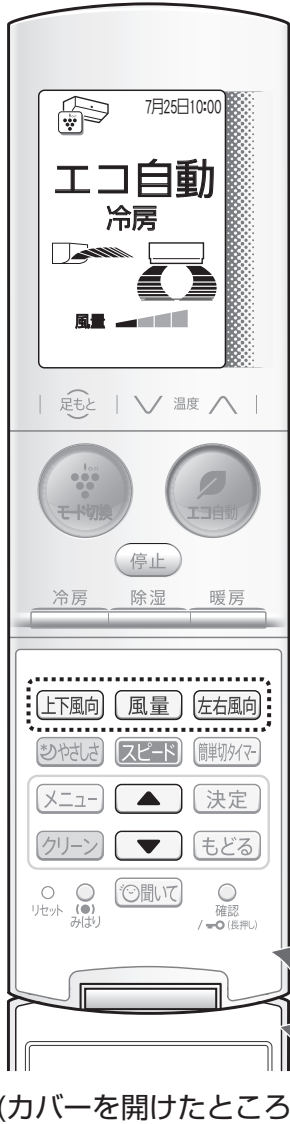 7月25日10:00
エコ自動
冷房
風量
足もと 温度
ion
モード切換 エコ自動
停止
冷房 除湿 暖房
上下風向 風量 左右風向
やさしさ スピード 簡単切タイマー
メニュー ▲ 決定
クリーン ▼ もどる
リセット みはり 聞いて 確認
/ (長押し)
(カバーを開けたところ